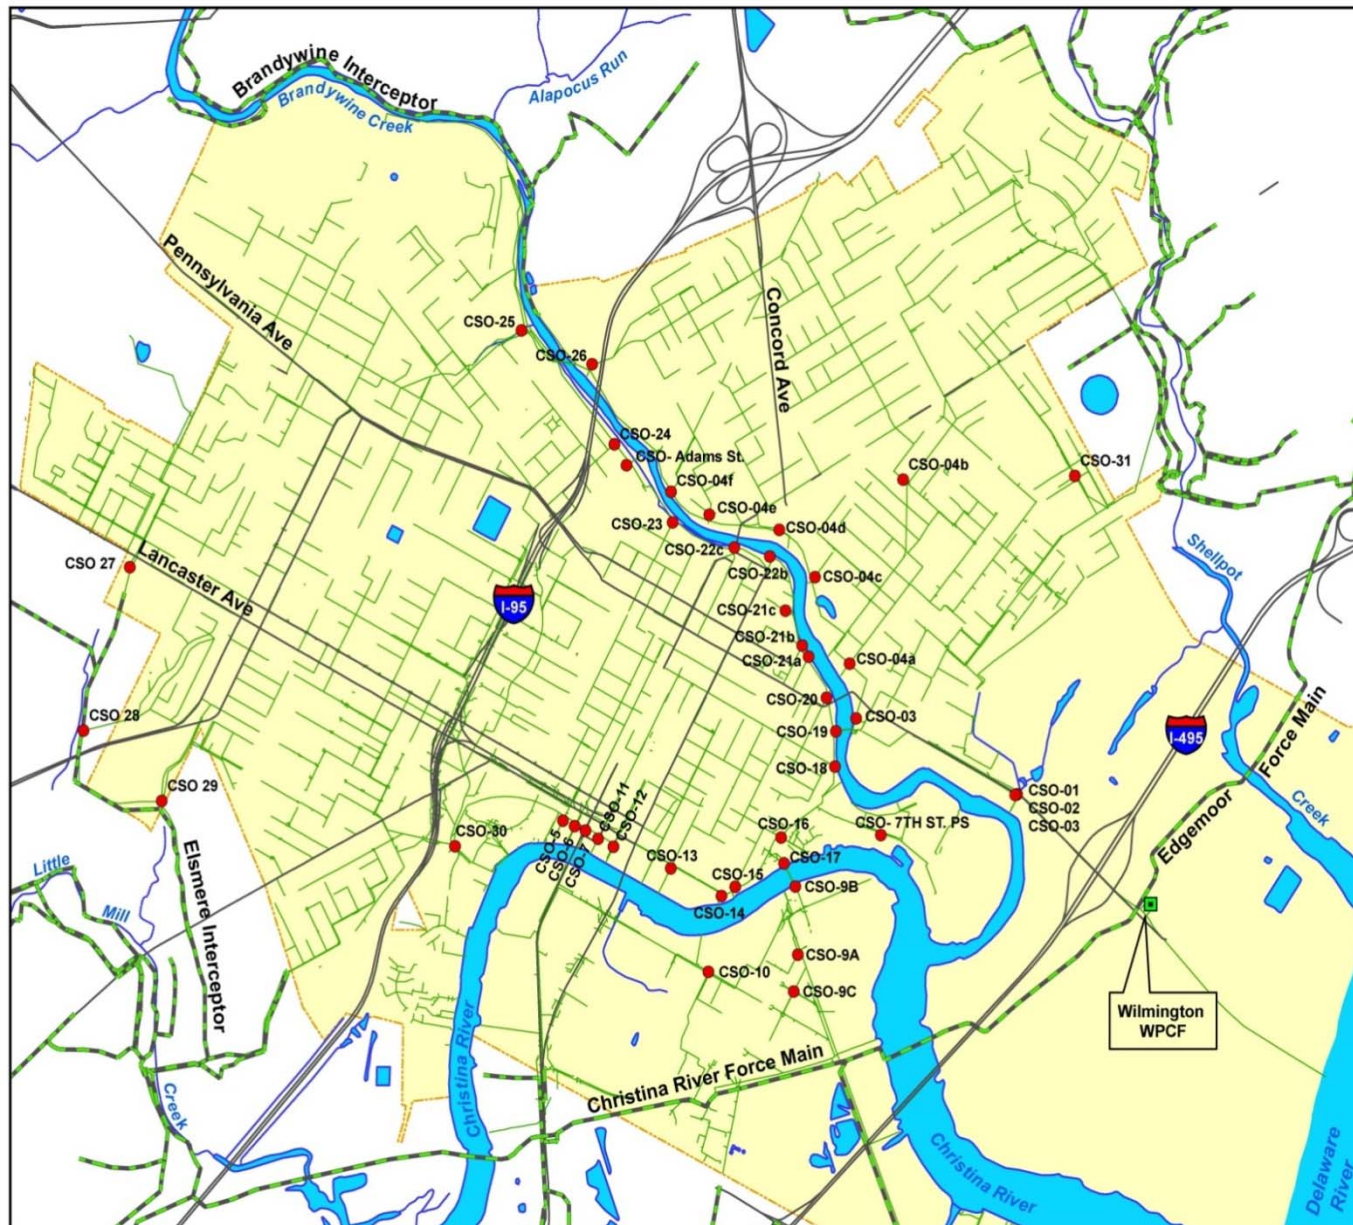 Brandywine Interceptor
Brandywine Creek
Alapocus Run
Pennsylvania Ave
Concord Ave
CSO-25
CSO-26
CSO-24
CSO- Adams St.
CSO-04f
CSO-04b
CSO-31
CSO-04e
CSO-23
CSO-04d
CSO-22c
CSO-22b
CSO-04c
Shellpot
CSO 27
Lancaster Ave
I-95
CSO-21c
CSO-21b
CSO-21a
CSO-04a
CSO-20
CSO-03
CSO 28
CSO-19
I-495
CSO-18
Force Main
CSO 29
CSO-01
CSO-02
CSO-03
Creek
CSO-11
CSO-12
CSO-30
CSO-5
CSO-6
CSO-7
CSO-16
CSO- 7TH ST. PS
Edgemoor
CSO-13
CSO-17
CSO-15
CSO-9B
CSO-14
Little
Mill
Creek
Elsmere Interceptor
CSO-9A
CSO-10
CSO-9C
Wilmington
WPCF
Christina River
Christina River Force Main
Christina River
Delaware
River